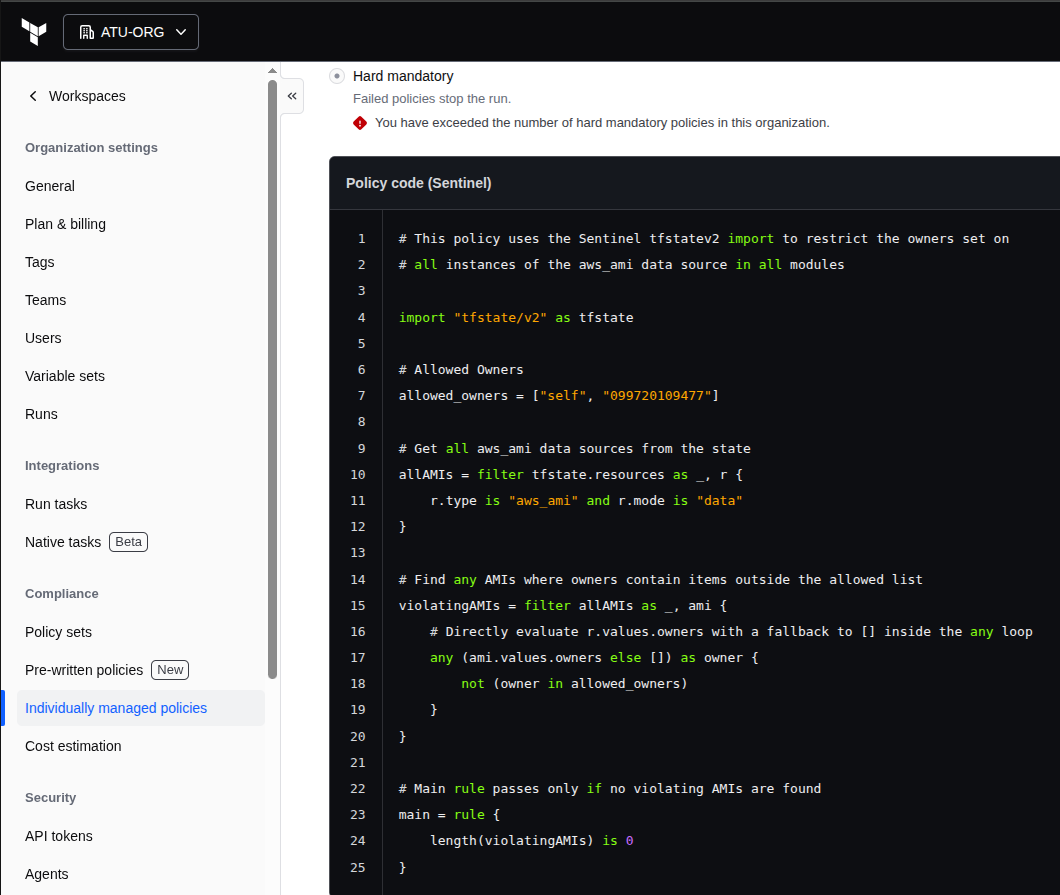 ATU-ORG
Workspaces
Organization settings
General
Plan & billing
Tags
Teams
Users
Variable sets
Runs
Integrations
Run tasks
Native tasks Beta
Compliance
Policy sets
Pre-written policies New
Individually managed policies
Cost estimation
Security
API tokens
Agents
Hard mandatory
Failed policies stop the run.
You have exceeded the number of hard mandatory policies in this organization.
Policy code (Sentinel)
1 # This policy uses the Sentinel tfstatev2 import to restrict the owners set on
2 # all instances of the aws_ami data source in all modules
3
4 import "tfstate/v2" as tfstate
5
6 # Allowed Owners
7 allowed_owners = ["self", "099720109477"]
8
9 # Get all aws_ami data sources from the state
10 allAMIs = filter tfstate.resources as _, r {
11     r.type is "aws_ami" and r.mode is "data"
12 }
13
14 # Find any AMIs where owners contain items outside the allowed list
15 violatingAMIs = filter allAMIs as _, ami {
16     # Directly evaluate r.values.owners with a fallback to [] inside the any loop
17     any (ami.values.owners else []) as owner {
18         not (owner in allowed_owners)
19     }
20 }
21
22 # Main rule passes only if no violating AMIs are found
23 main = rule {
24     length(violatingAMIs) is 0
25 }